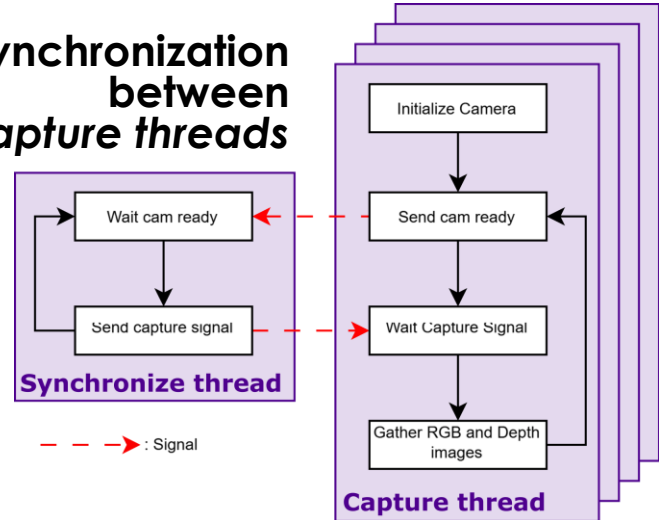 ynchronization
between
apture threads
Initialize Camera
Wait cam ready
Send cam ready
Send capture signal
Wait Capture Signal
Synchronize thread
Gather RGB and Depth
images
: Signal
Capture thread